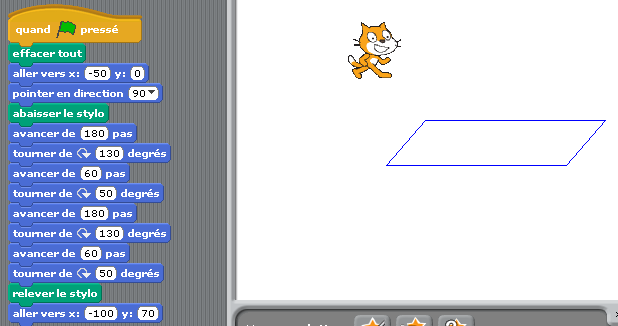 quand pressé
effacer tout
aller vers x: -50 y: 0
pointer en direction 90
abaisser le stylo
avancer de 180 pas
tourner de 130 degrés
avancer de 60 pas
tourner de 50 degrés
avancer de 180 pas
tourner de 130 degrés
avancer de 60 pas
tourner de 50 degrés
relever le stylo
aller vers x: -100 y: 70